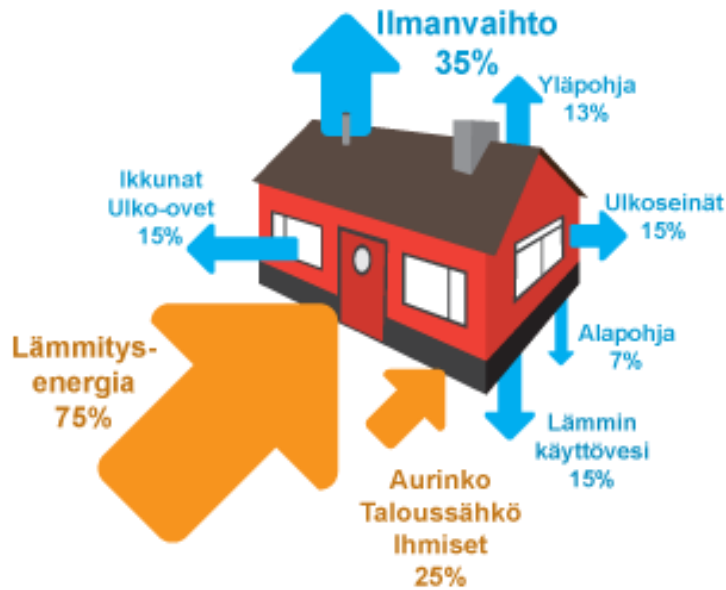 Ilmanvaihto
35%
Yläpohja
13%
Ikkunat
Ulko-ovet
15%
Ulkoseinät
15%
Lämmitys-
energia
75%
Alapohja
7%
Lämmin
käyttövesi
15%
Aurinko
Taloussähkö
Ihmiset
25%